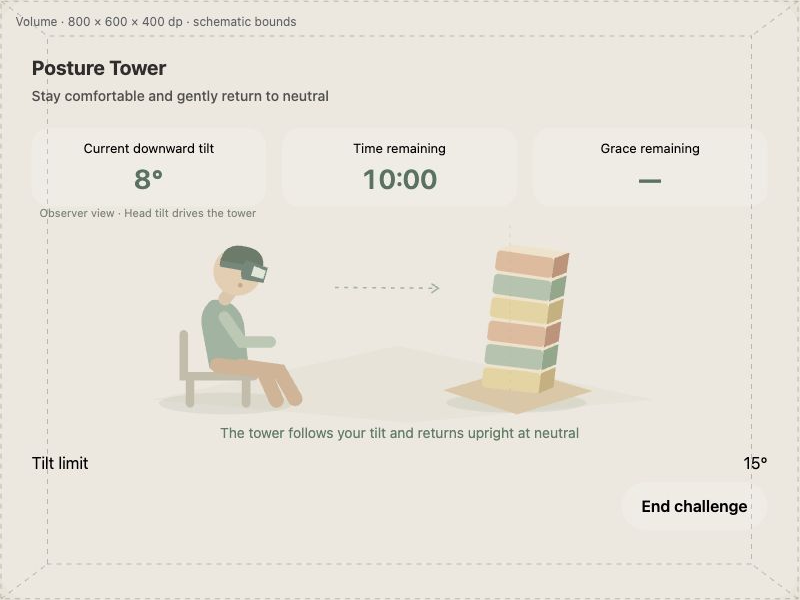 Volume · 800 × 600 × 400 dp · schematic bounds
Posture Tower
Stay comfortable and gently return to neutral
Current downward tilt
8°
Time remaining
10:00
Grace remaining
—
Observer view · Head tilt drives the tower
The tower follows your tilt and returns upright at neutral
Tilt limit
15°
End challenge